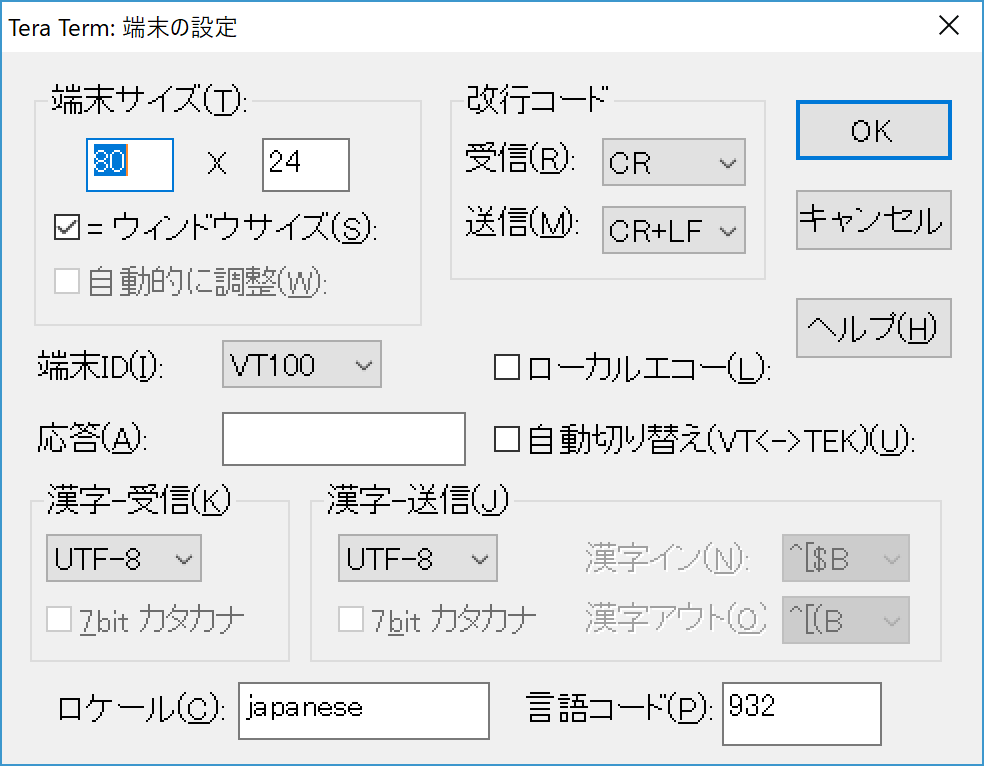 Tera Term: 端末の設定
端末サイズ(T):
80 X 24
= ウィンドウサイズ(S):
自動的に調整(W):
改行コード
受信(R): CR
送信(M): CR+LF
OK
キャンセル
ヘルプ(H)
端末ID(I): VT100
ローカルエコー(L):
応答(A):
自動切り替え(VT<->TEK)(U):
漢字-受信(K)
UTF-8
7bit カタカナ
漢字-送信(J)
UTF-8
7bit カタカナ
漢字イン(N): ^[$B
漢字アウト(O) ^[(B
ロケール(C): japanese
言語コード(P): 932